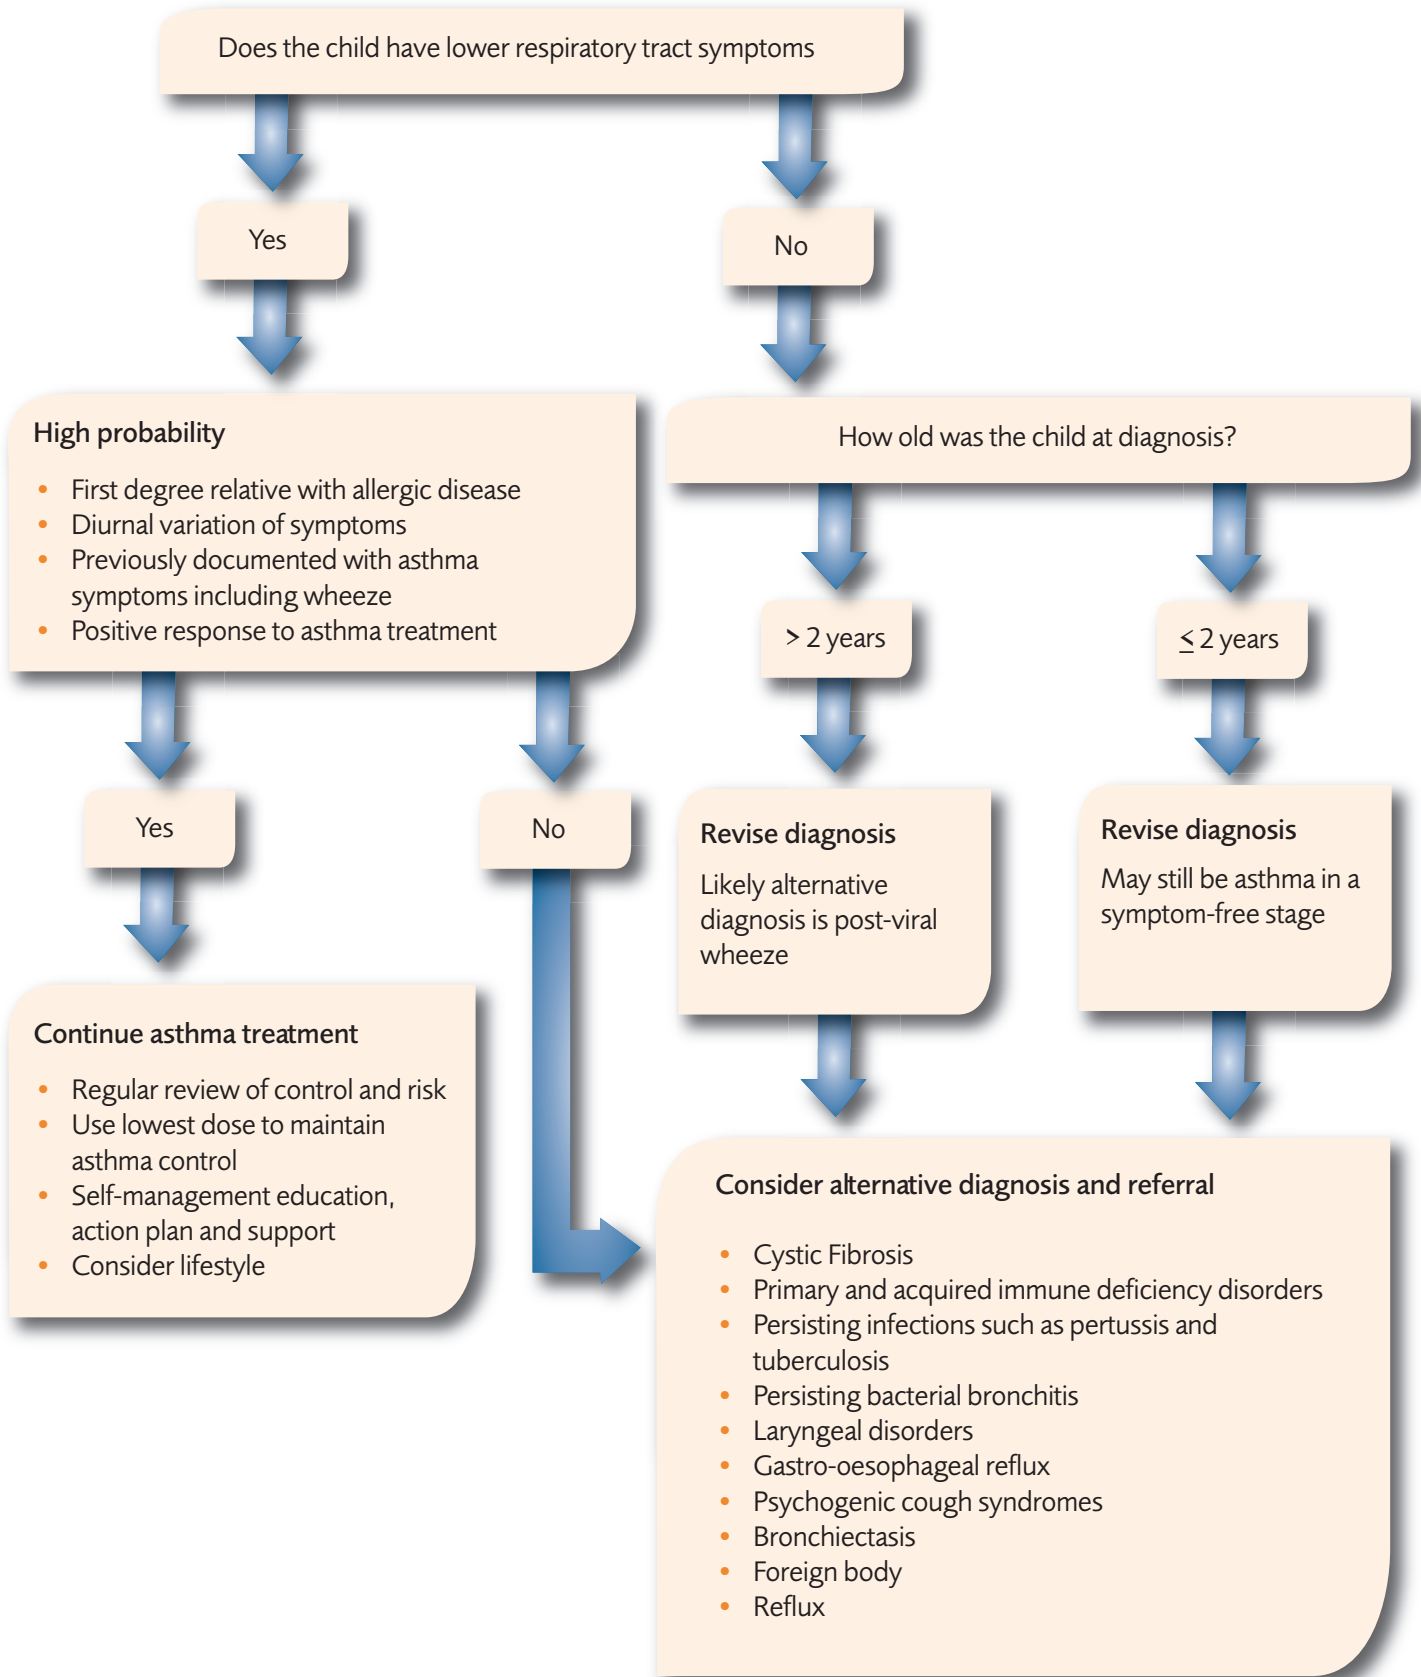 Does the child have lower respiratory tract symptoms
Yes
No
High probability
• First degree relative with allergic disease
• Diurnal variation of symptoms
• Previously documented with asthma
symptoms including wheeze
• Positive response to asthma treatment
How old was the child at diagnosis?
> 2 years
≤ 2 years
Yes
No
Revise diagnosis
Likely alternative
diagnosis is post-viral
wheeze
Revise diagnosis
May still be asthma in a
symptom-free stage
Continue asthma treatment
• Regular review of control and risk
• Use lowest dose to maintain
asthma control
• Self-management education,
action plan and support
• Consider lifestyle
Consider alternative diagnosis and referral
• Cystic Fibrosis
• Primary and acquired immune deficiency disorders
• Persisting infections such as pertussis and
tuberculosis
• Persisting bacterial bronchitis
• Laryngeal disorders
• Gastro-oesophageal reflux
• Psychogenic cough syndromes
• Bronchiectasis
• Foreign body
• Reflux